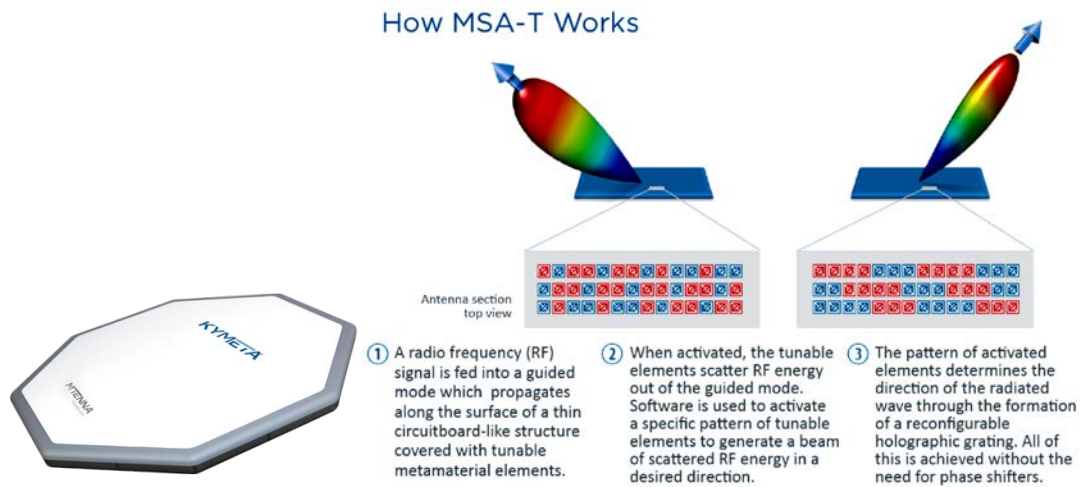 How MSA-T Works
Antenna section
top view
KYMETA
MTENNA
1 A radio frequency (RF)
signal is fed into a guided
mode which propagates
along the surface of a thin
circuitboard-like structure
covered with tunable
metamaterial elements.
2 When activated, the tunable
elements scatter RF energy
out of the guided mode.
Software is used to activate
a specific pattern of tunable
elements to generate a beam
of scattered RF energy in a
desired direction.
3 The pattern of activated
elements determines the
direction of the radiated
wave through the formation
of a reconfigurable
holographic grating. All of
this is achieved without the
need for phase shifters.